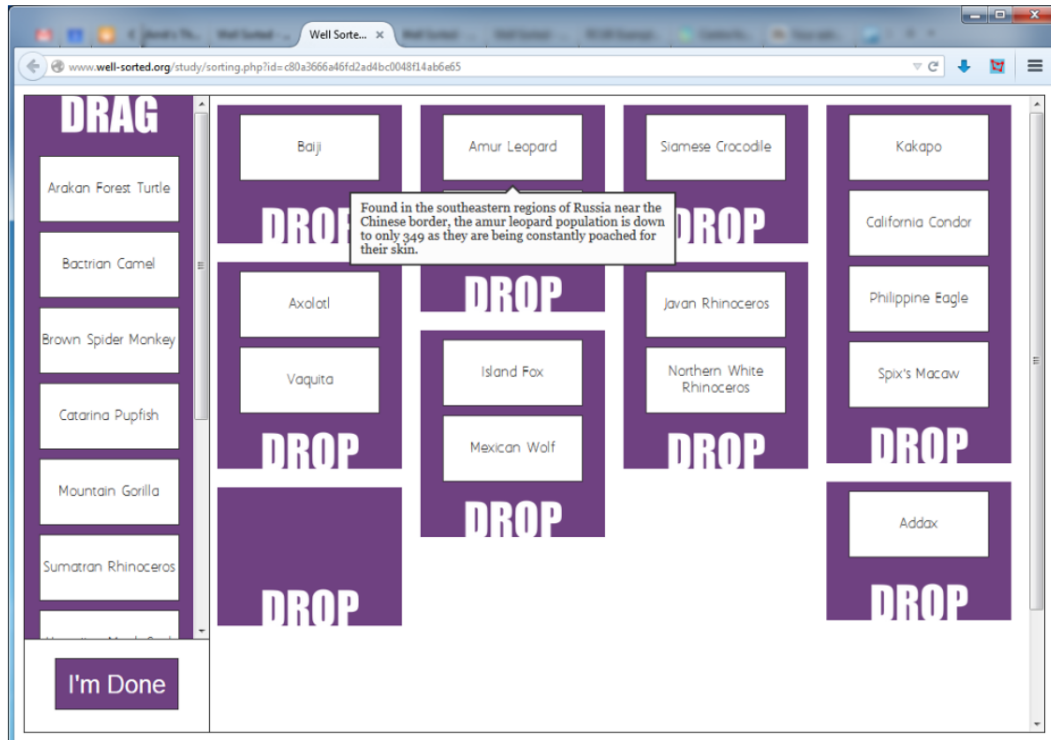 Well Sorte...
www.well-sorted.org/study/sorting.php?id=c80a3666a46fd2ad4bc0048f14ab6e65
DRAG
Arakan Forest Turtle
Bactrian Camel
Brown Spider Monkey
Catarina Pupfish
Mountain Gorilla
Sumatran Rhinoceros
I'm Done
Baiji
DROP
Axolotl
Vaquita
DROP
DROP
Amur Leopard
Found in the southeastern regions of Russia near the
Chinese border, the amur leopard population is down
to only 349 as they are being constantly poached for
their skin.
DROP
Island Fox
Mexican Wolf
DROP
Siamese Crocodile
DROP
Javan Rhinoceros
Northern White
Rhinoceros
DROP
Kakapo
California Condor
Philippine Eagle
Spix's Macaw
DROP
Addax
DROP